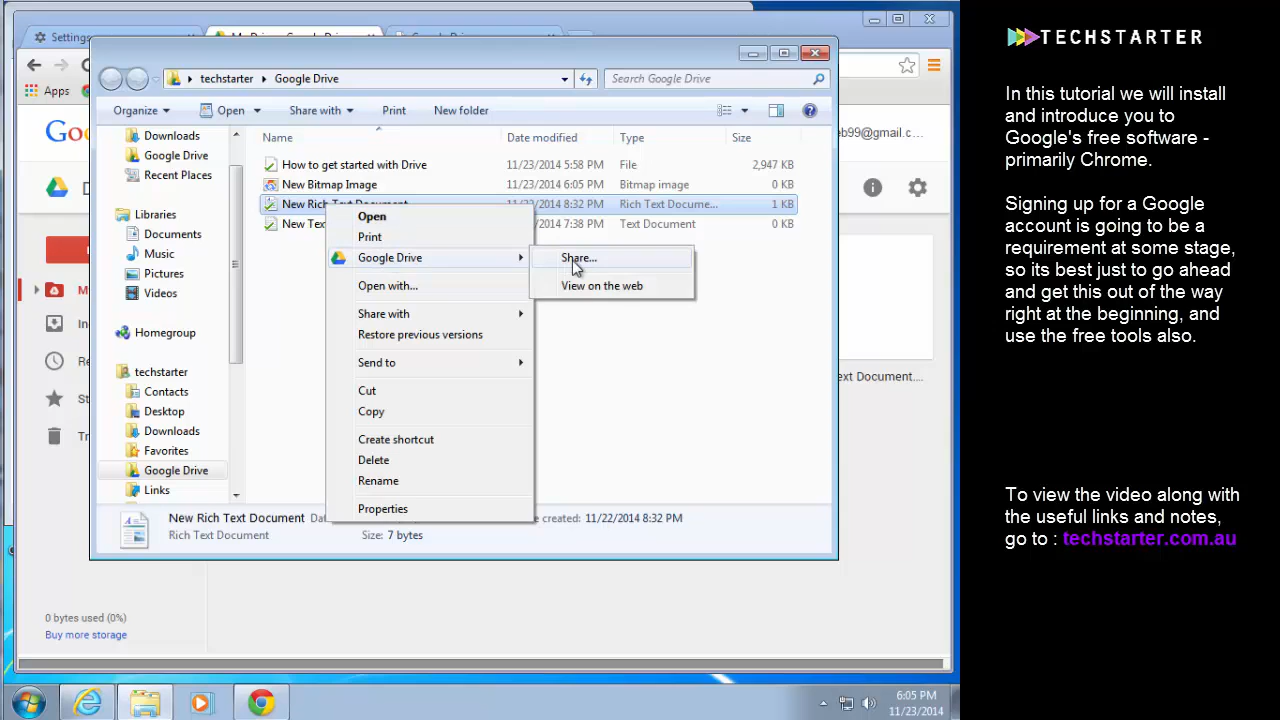 Settings
techstarter
Google Drive
Search Google Drive
Organize
Open
Share with
Print
New folder
Apps
Name
Date modified
Type
Size
Downloads
Google Drive
Recent Places
Libraries
Documents
Music
Pictures
Videos
Homegroup
techstarter
Contacts
Desktop
Downloads
Favorites
Google Drive
Links
How to get started with Drive 11/23/2014 5:58 PM File 2,947 KB
New Bitmap Image 11/23/2014 6:05 PM Bitmap image 0 KB
8:32 PM Rich Text Docume... 1 KB
7:38 PM Text Document 0 KB
Open
Print
Google Drive
Open with...
Share with
Restore previous versions
Send to
Cut
Copy
Create shortcut
Delete
Rename
Properties
Share...
View on the web
New Rich Text Document
Rich Text Document
created: 11/22/2014 8:32 PM
Size: 7 bytes
ext Document....
0 bytes used (0%)
Buy more storage
6:05 PM
11/23/2014
TECHSTARTER
In this tutorial we will install
and introduce you to
Google's free software -
primarily Chrome.
Signing up for a Google
account is going to be a
requirement at some stage,
so its best just to go ahead
and get this out of the way
right at the beginning, and
use the free tools also.
To view the video along with
the useful links and notes,
go to : techstarter.com.au